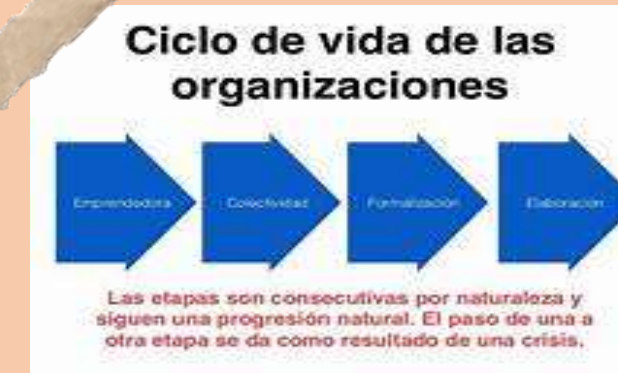 Ciclo de vida de las
organizaciones
Emprendedora
Colectividad
Formalización
Elaboración
Las etapas son consecutivas por naturaleza y
siguen una progresión natural. El paso de una a
otra etapa se da como resultado de una crisis.